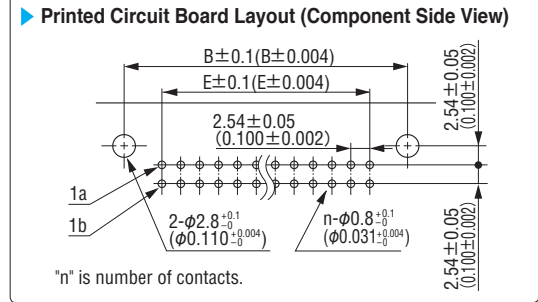 Printed Circuit Board Layout (Component Side View)
B±0.1(B±0.004)
E±0.1(E±0.004)
2.54±0.05
(0.100±0.002)
2.54±0.05
(0.100±0.002)
1a
1b
2-φ2.8 +0.1 -0
(φ0.110 +0.004 -0)
n-φ0.8 +0.1 -0
(φ0.031 +0.004 -0)
2.54±0.05
(0.100±0.002)
"n" is number of contacts.